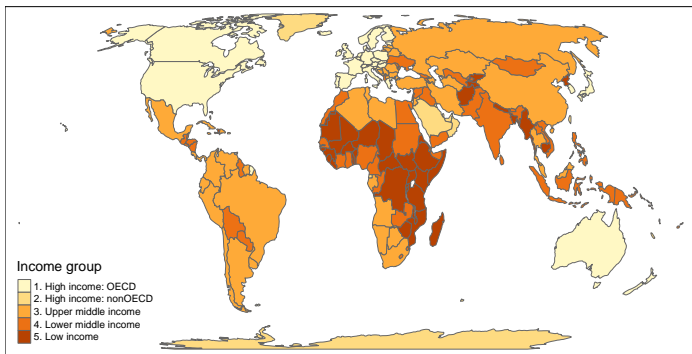 Income group
1. High income: OECD
2. High income: nonOECD
3. Upper middle income
4. Lower middle income
5. Low income